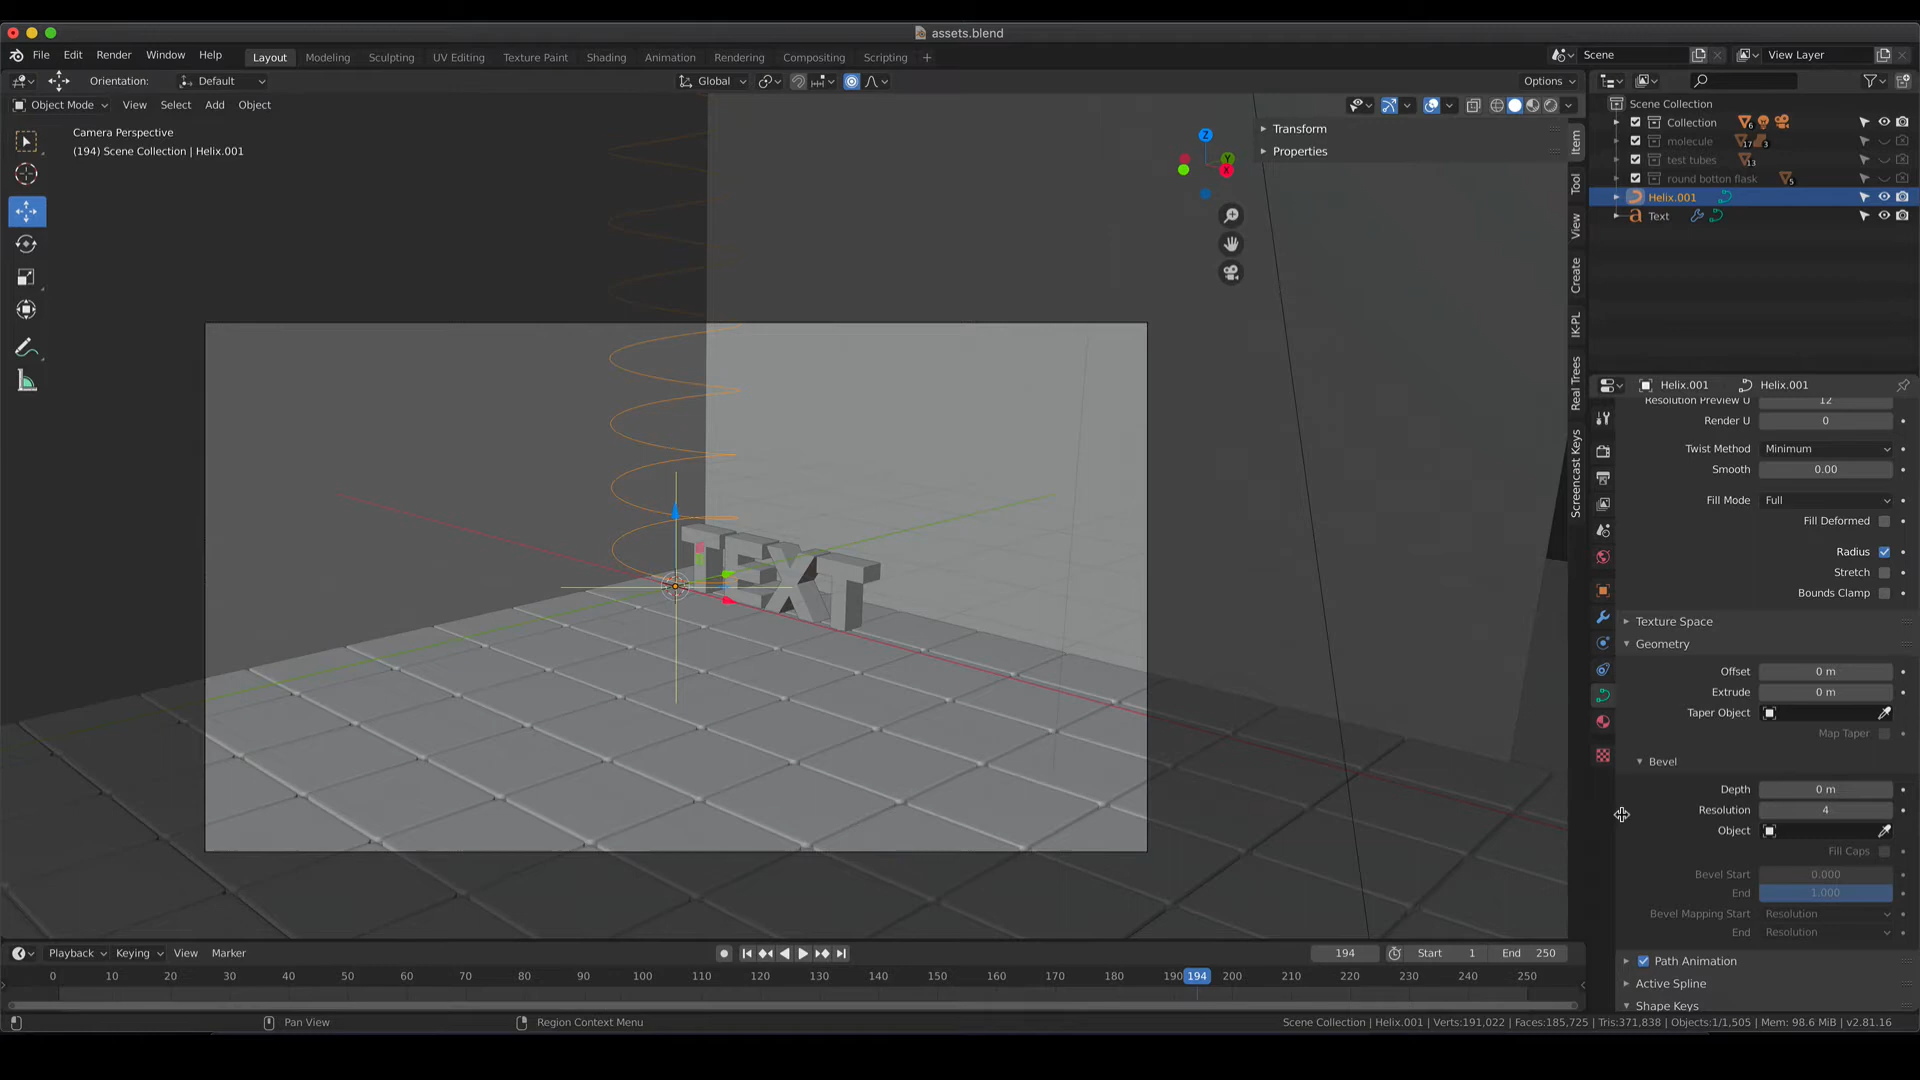 assets.blend
File Edit Render Window Help Layout Modeling Sculpting UV Editing Texture Paint Shading Animation Rendering Compositing Scripting + Scene View Layer
Orientation: Default Global Options
Object Mode View Select Add Object
Camera Perspective
(194) Scene Collection | Helix.001
Z
Y
X
TEXT
Transform
Properties
Item
Tool
View
Create
IK-PL
Real Trees
Screencast Keys
Scene Collection
Collection 6
molecule 17 3
test tubes 13
round botton flask 5
Helix.001
Text
Helix.001 Helix.001
Resolution Preview U 12
Render U 0
Twist Method Minimum
Smooth 0.00
Fill Mode Full
Fill Deformed
Radius
Stretch
Bounds Clamp
Texture Space
Geometry
Offset 0 m
Extrude 0 m
Taper Object
Map Taper
Bevel
Depth 0 m
Resolution 4
Object
Fill Caps
Bevel Start 0.000
End 1.000
Bevel Mapping Start Resolution
End Resolution
Path Animation
Active Spline
Shape Keys
Playback Keying View Marker 194 Start 1 End 250
0 10 20 30 40 50 60 70 80 90 100 110 120 130 140 150 160 170 180 190 194 200 210 220 230 240 250
Pan View Region Context Menu Scene Collection | Helix.001 | Verts:191,022 | Faces:185,725 | Tris:371,838 | Objects:1/1,505 | Mem: 98.6 MiB | v2.81.16